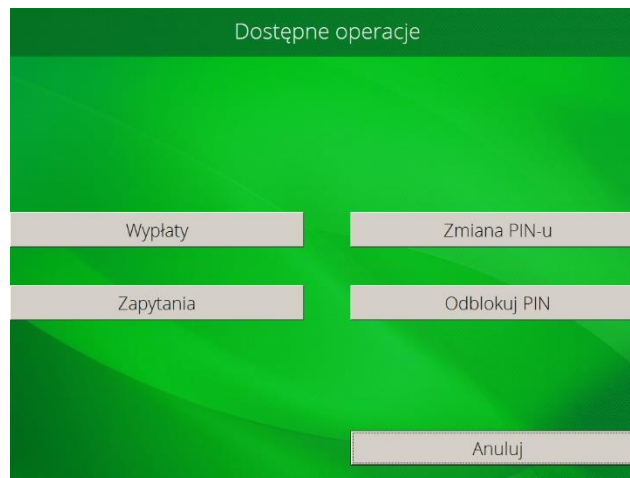 Dostępne operacje
Wypłaty
Zmiana PIN-u
Zapytania
Odblokuj PIN
Anuluj